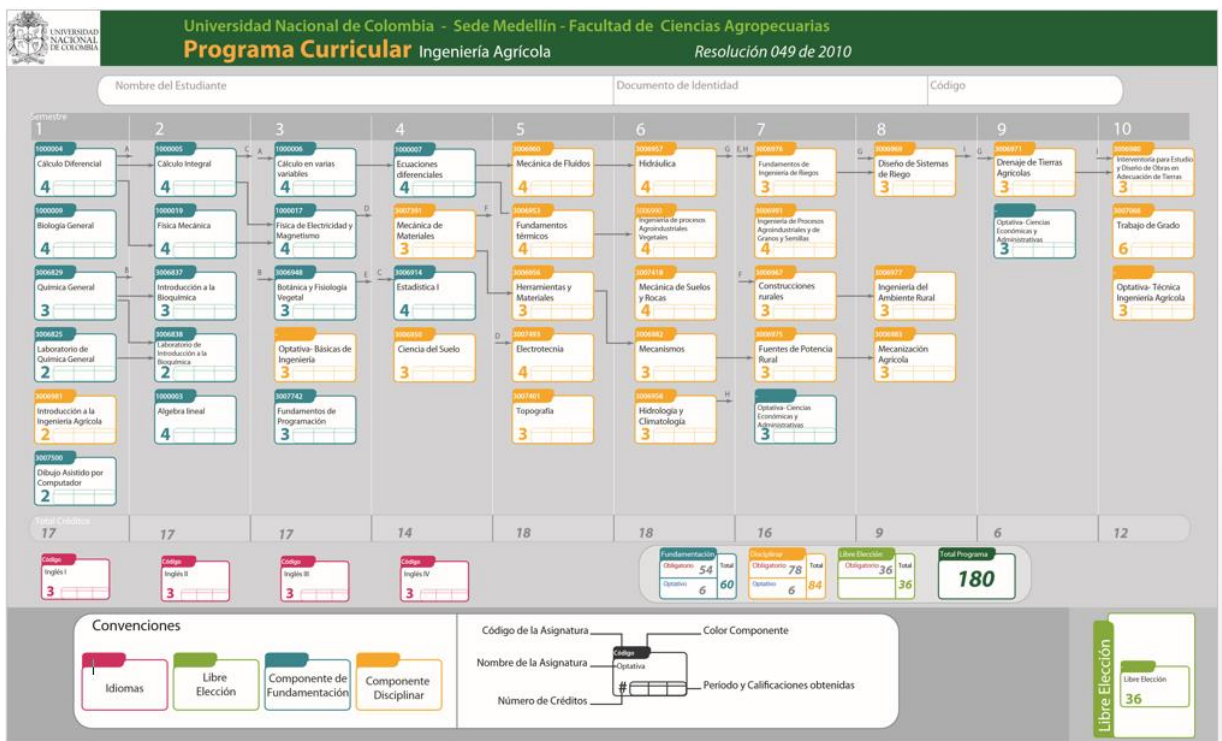 UNIVERSIDAD
NACIONAL
DE COLOMBIA
Universidad Nacional de Colombia - Sede Medellín - Facultad de Ciencias Agropecuarias
Programa Curricular Ingeniería Agrícola Resolución 049 de 2010
Nombre del Estudiante Documento de Identidad Código
Semestre
1 2 3 4 5 6 7 8 9 10
1000004
Cálculo Diferencial
4
A
1000005
Cálculo Integral
4
C
A
1000006
Cálculo en varias
variables
4
1000007
Ecuaciones
diferenciales
4
3006960
Mecánica de Fluídos
4
3006957
Hidráulica
4
G
E,H
3006976
Fundamentos de
Ingeniería de Riegos
3
G
3006969
Diseño de Sistemas
de Riego
3
I
G
3006971
Drenaje de Tierras
Agrícolas
3
I
3006980
Interventoría para Estudio
y Diseño de Obras en
Adecuación de Tierras
3
1000009
Biología General
4
1000019
Física Mecánica
4
1000017
Física de Electricidad y
Magnetismo
4
D
3007391
Mecánica de
Materiales
3
F
3006953
Fundamentos
térmicos
4
3006990
Ingeniería de procesos
Agroindustriales
Vegetales
4
3006991
Ingeniería de Procesos
Agroindustriales y de
Granos y Semillas
4
Optativa- Ciencias
Económicas y
Administrativas
3
Trabajo de Grado
6
3006829
Química General
3
B
3006837
Introducción a la
Bioquímica
3
B
3006948
Botánica y Fisiología
Vegetal
3
E
C
3006914
Estadística I
4
3006956
Herramientas y
Materiales
3
3007418
Mecánica de Suelos
y Rocas
4
F
3006967
Construcciones
rurales
3
3006977
Ingeniería del
Ambiente Rural
3
Optativa- Técnica
Ingeniería Agrícola
3
3006825
Laboratorio de
Química General
2
3006838
Laboratorio de
Introducción a la
Bioquímica
2
Optativa- Básicas de
Ingeniería
3
3006950
Ciencia del Suelo
3
D
Electrotecnia
4
3006982
Mecanismos
3
3006975
Fuentes de Potencia
Rural
3
3006983
Mecanización
Agrícola
3
3006981
Introducción a la
Ingeniería Agrícola
2
1000003
Algebra lineal
4
3007742
Fundamentos de
Programación
3
3007401
Topografía
3
3006958
Hidrología y
Climatología
3
H
Optativa- Ciencias
Económicas y
Administrativas
3
3007500
Dibujo Asistido por
Computador
2
Total Créditos
17 17 17 14 18 18 16 9 6 12
Código
Inglés I
3
Código
Inglés II
3
Código
Inglés III
3
Código
Inglés IV
3
Fundamentación
Obligatorio 54 Total
Optativo 6 60
Disciplinar
Obligatorio 78 Total
Optativo 6 84
Libre Elección
Obligatorio 36 Total
36
Total Programa
180
Convenciones
Idiomas
Libre
Elección
Componente de
Fundamentación
Componente
Disciplinar
Código de la Asignatura
Color Componente
Código
Nombre de la Asignatura
Optativa
#
Periodo y Calificaciones obtenidas
Número de Créditos
Libre Elección
Libre Elección
36